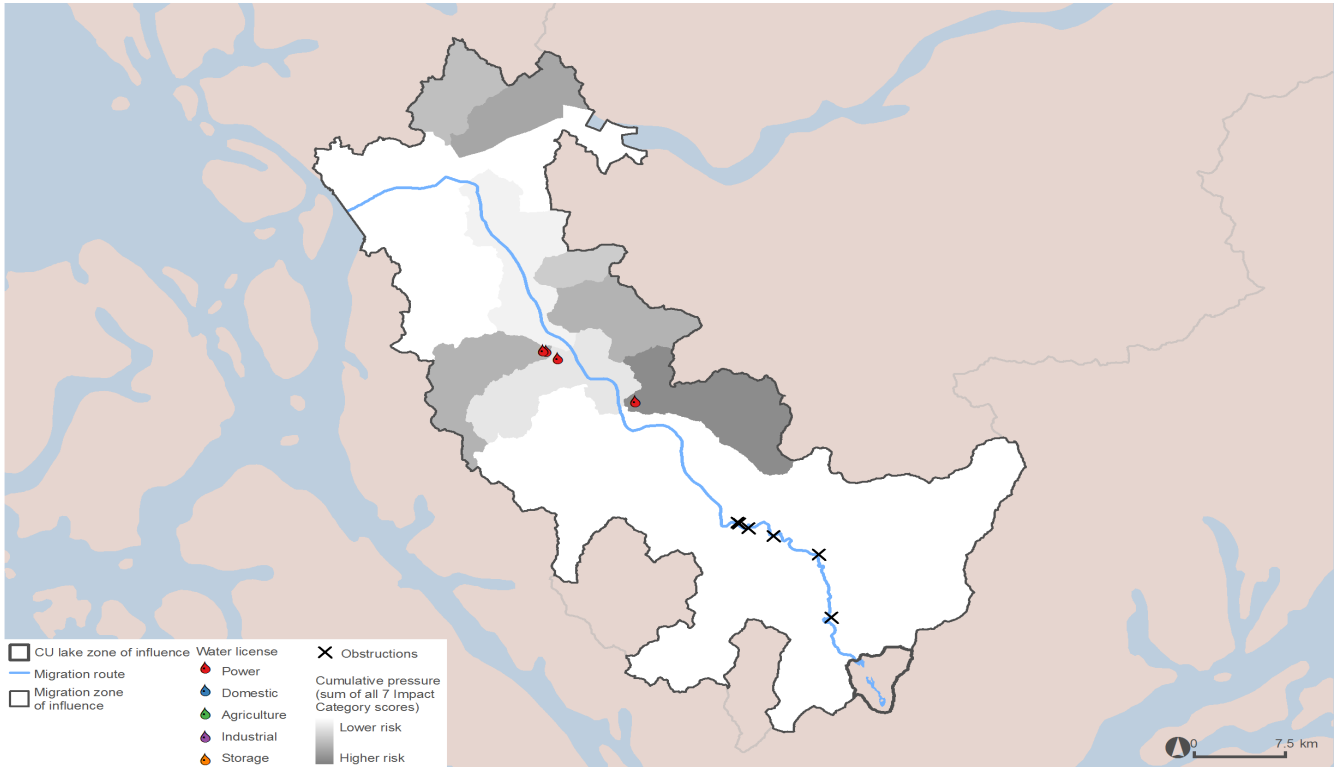 CU lake zone of influence
Migration route
Migration zone
of influence
Water license
Power
Domestic
Agriculture
Industrial
Storage
Obstructions
Cumulative pressure
(sum of all 7 Impact
Category scores)
Lower risk
Higher risk
0 7.5 km